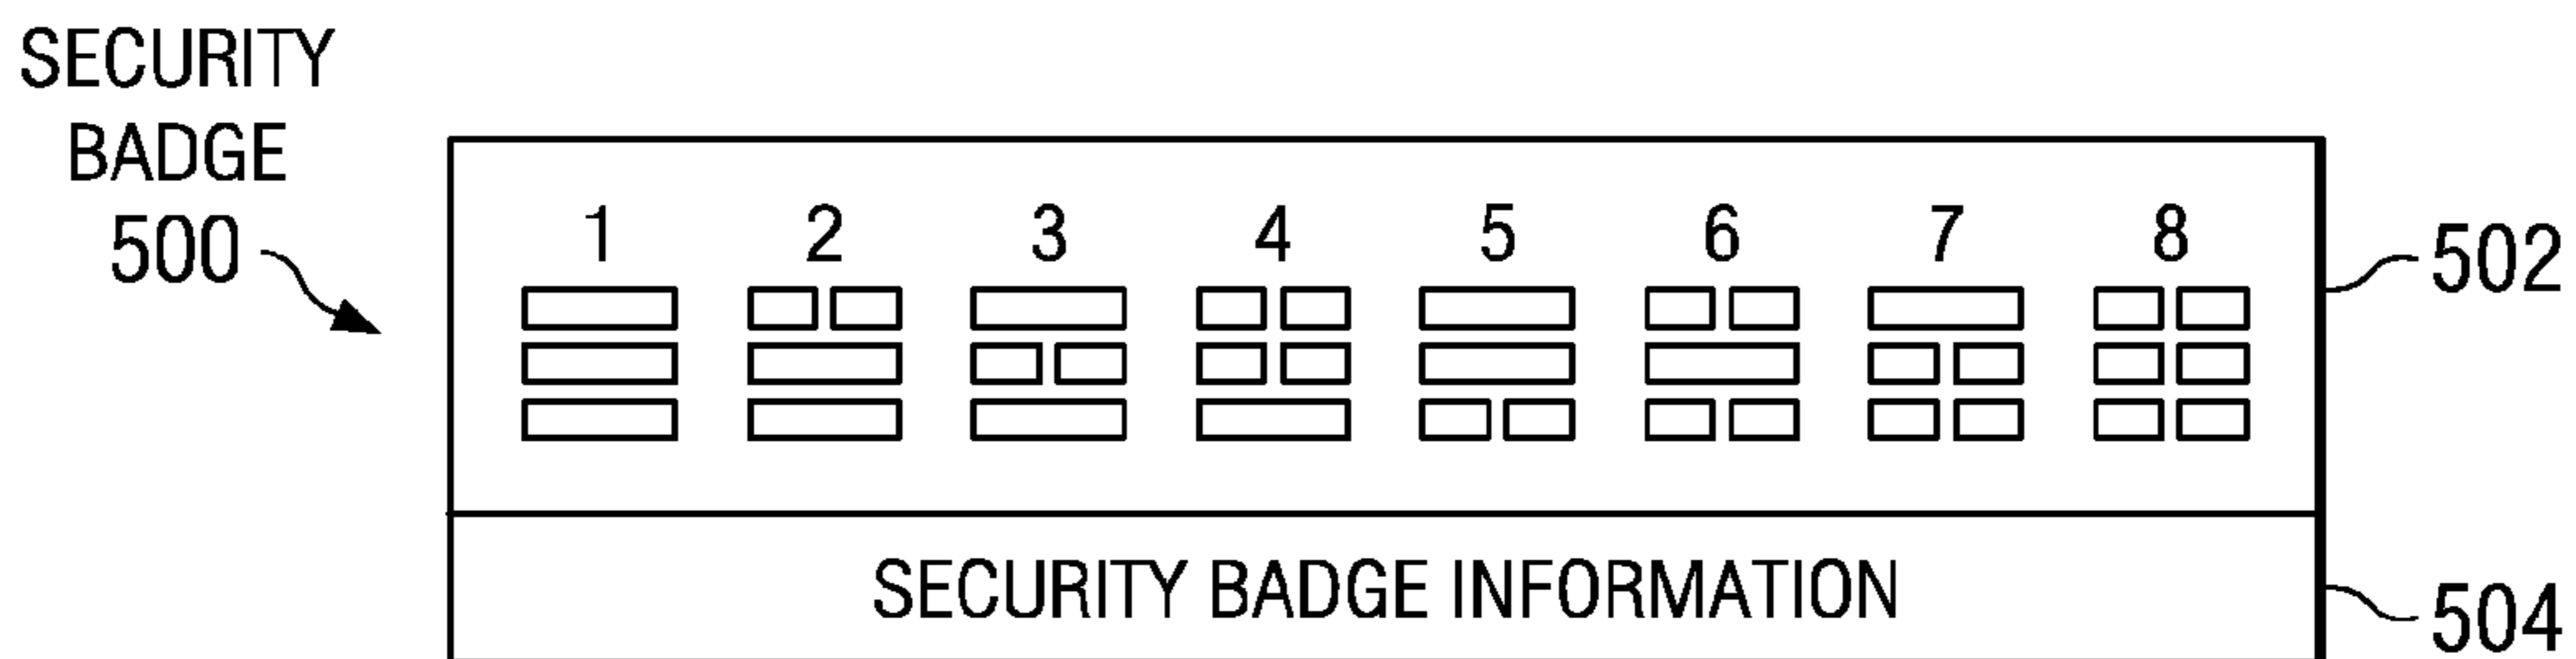 SECURITY
BADGE
500
1 2 3 4 5 6 7 8
502
SECURITY BADGE INFORMATION
504